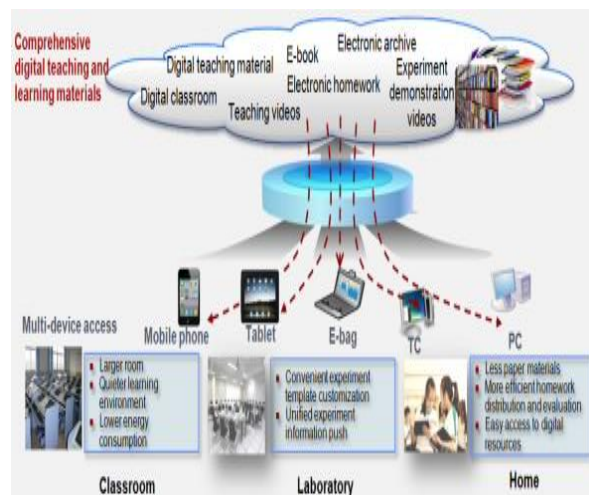 Comprehensive
digital teaching and
learning materials
Electronic archive
E-book
Digital teaching material
Experiment
demonstration
videos
Electronic homework
Digital classroom
Teaching videos
Multi-device access
Mobile phone
Tablet
E-bag
TC
PC
Larger room
Quieter learning
environment
Lower energy
consumption
Convenient experiment
template customization
Unified experiment
information push
Less paper materials
More efficient homework
distribution and evaluation
Easy access to digital
resources
Classroom
Laboratory
Home